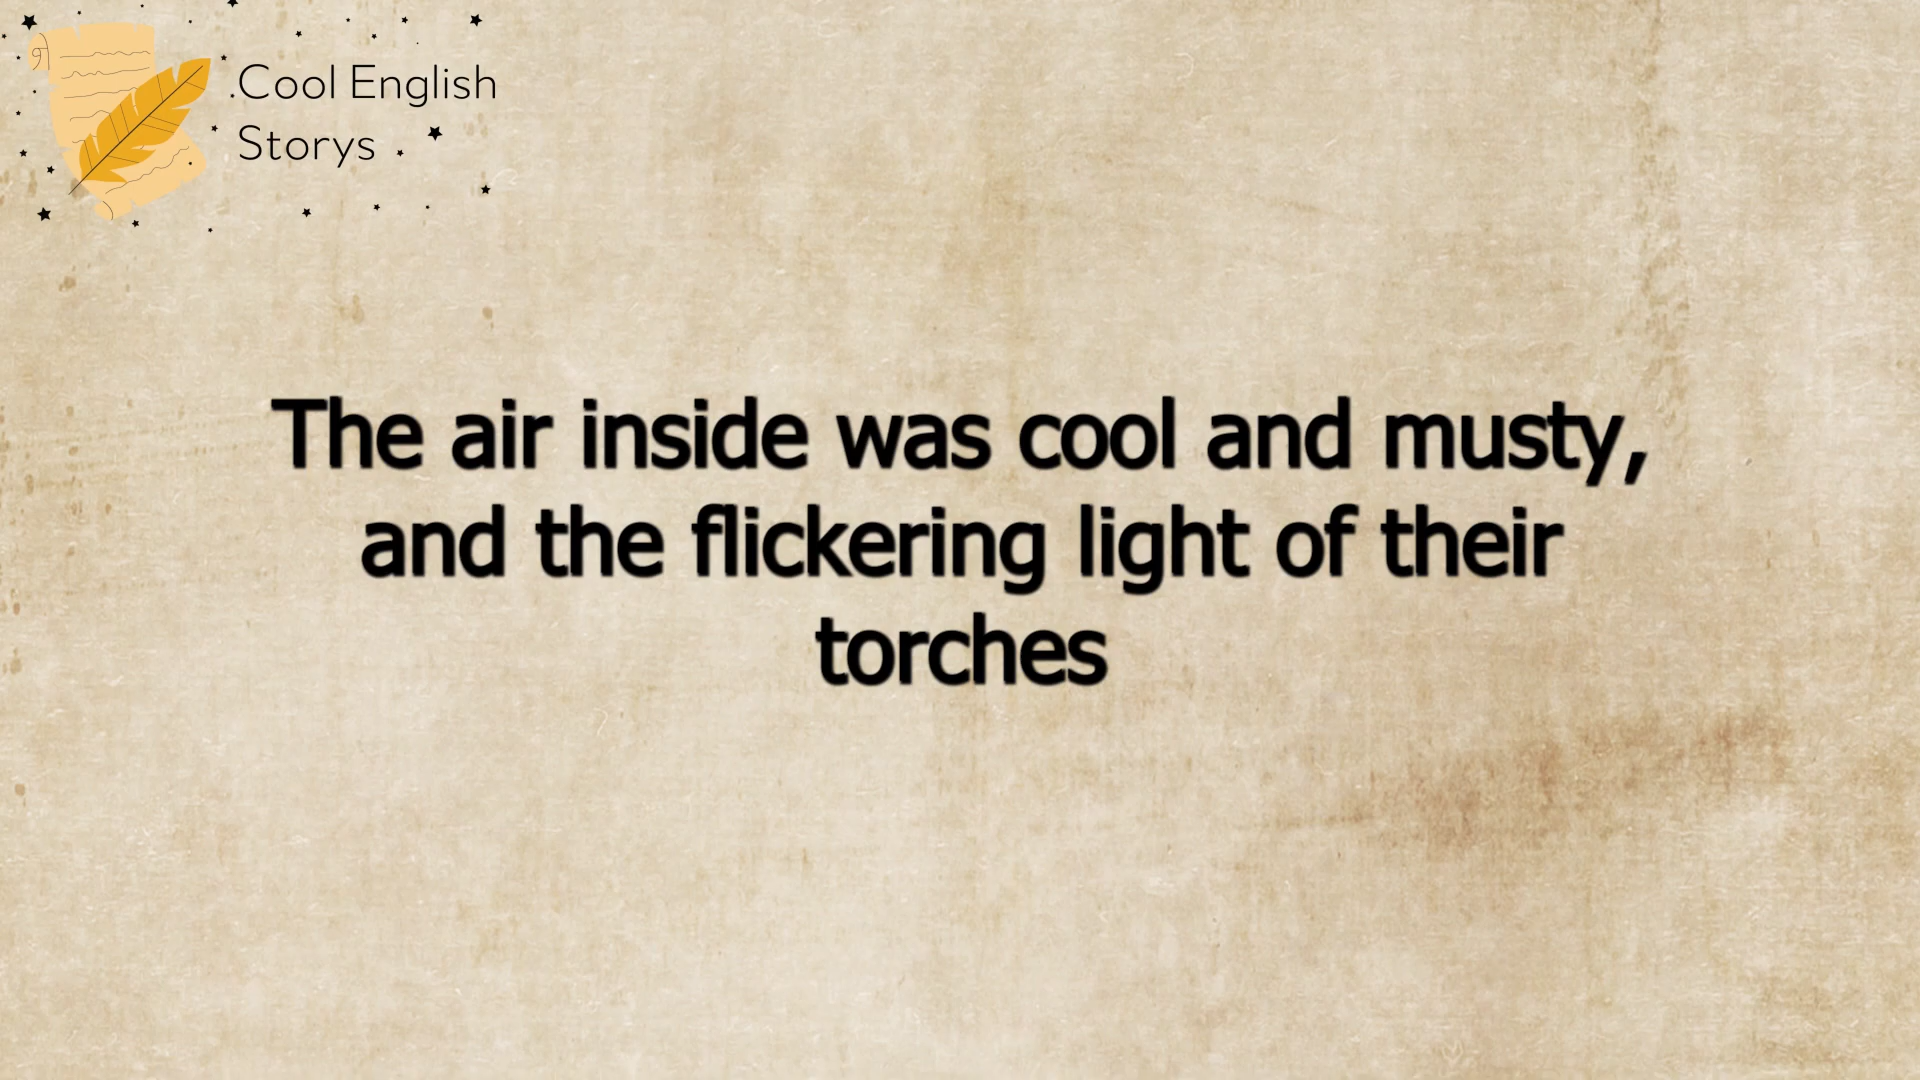 .Cool English
Storys
The air inside was cool and musty,
and the flickering light of their
torches